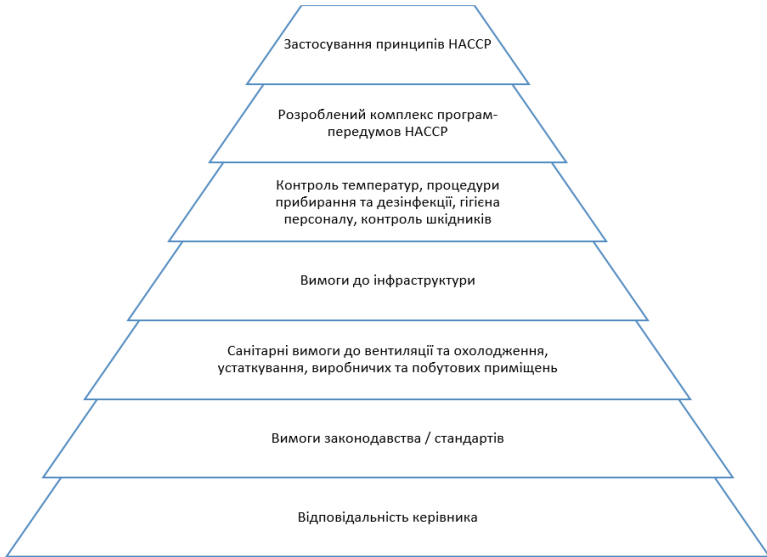 Застосування принципів НАССР
Розроблений комплекс програм-
передумов НАССР
Контроль температур, процедури
прибирання та дезінфекції, гігієна
персоналу, контроль шкідників
Вимоги до інфраструктури
Санітарні вимоги до вентиляції та охолодження,
устаткування, виробничих та побутових приміщень
Вимоги законодавства / стандартів
Відповідальність керівника